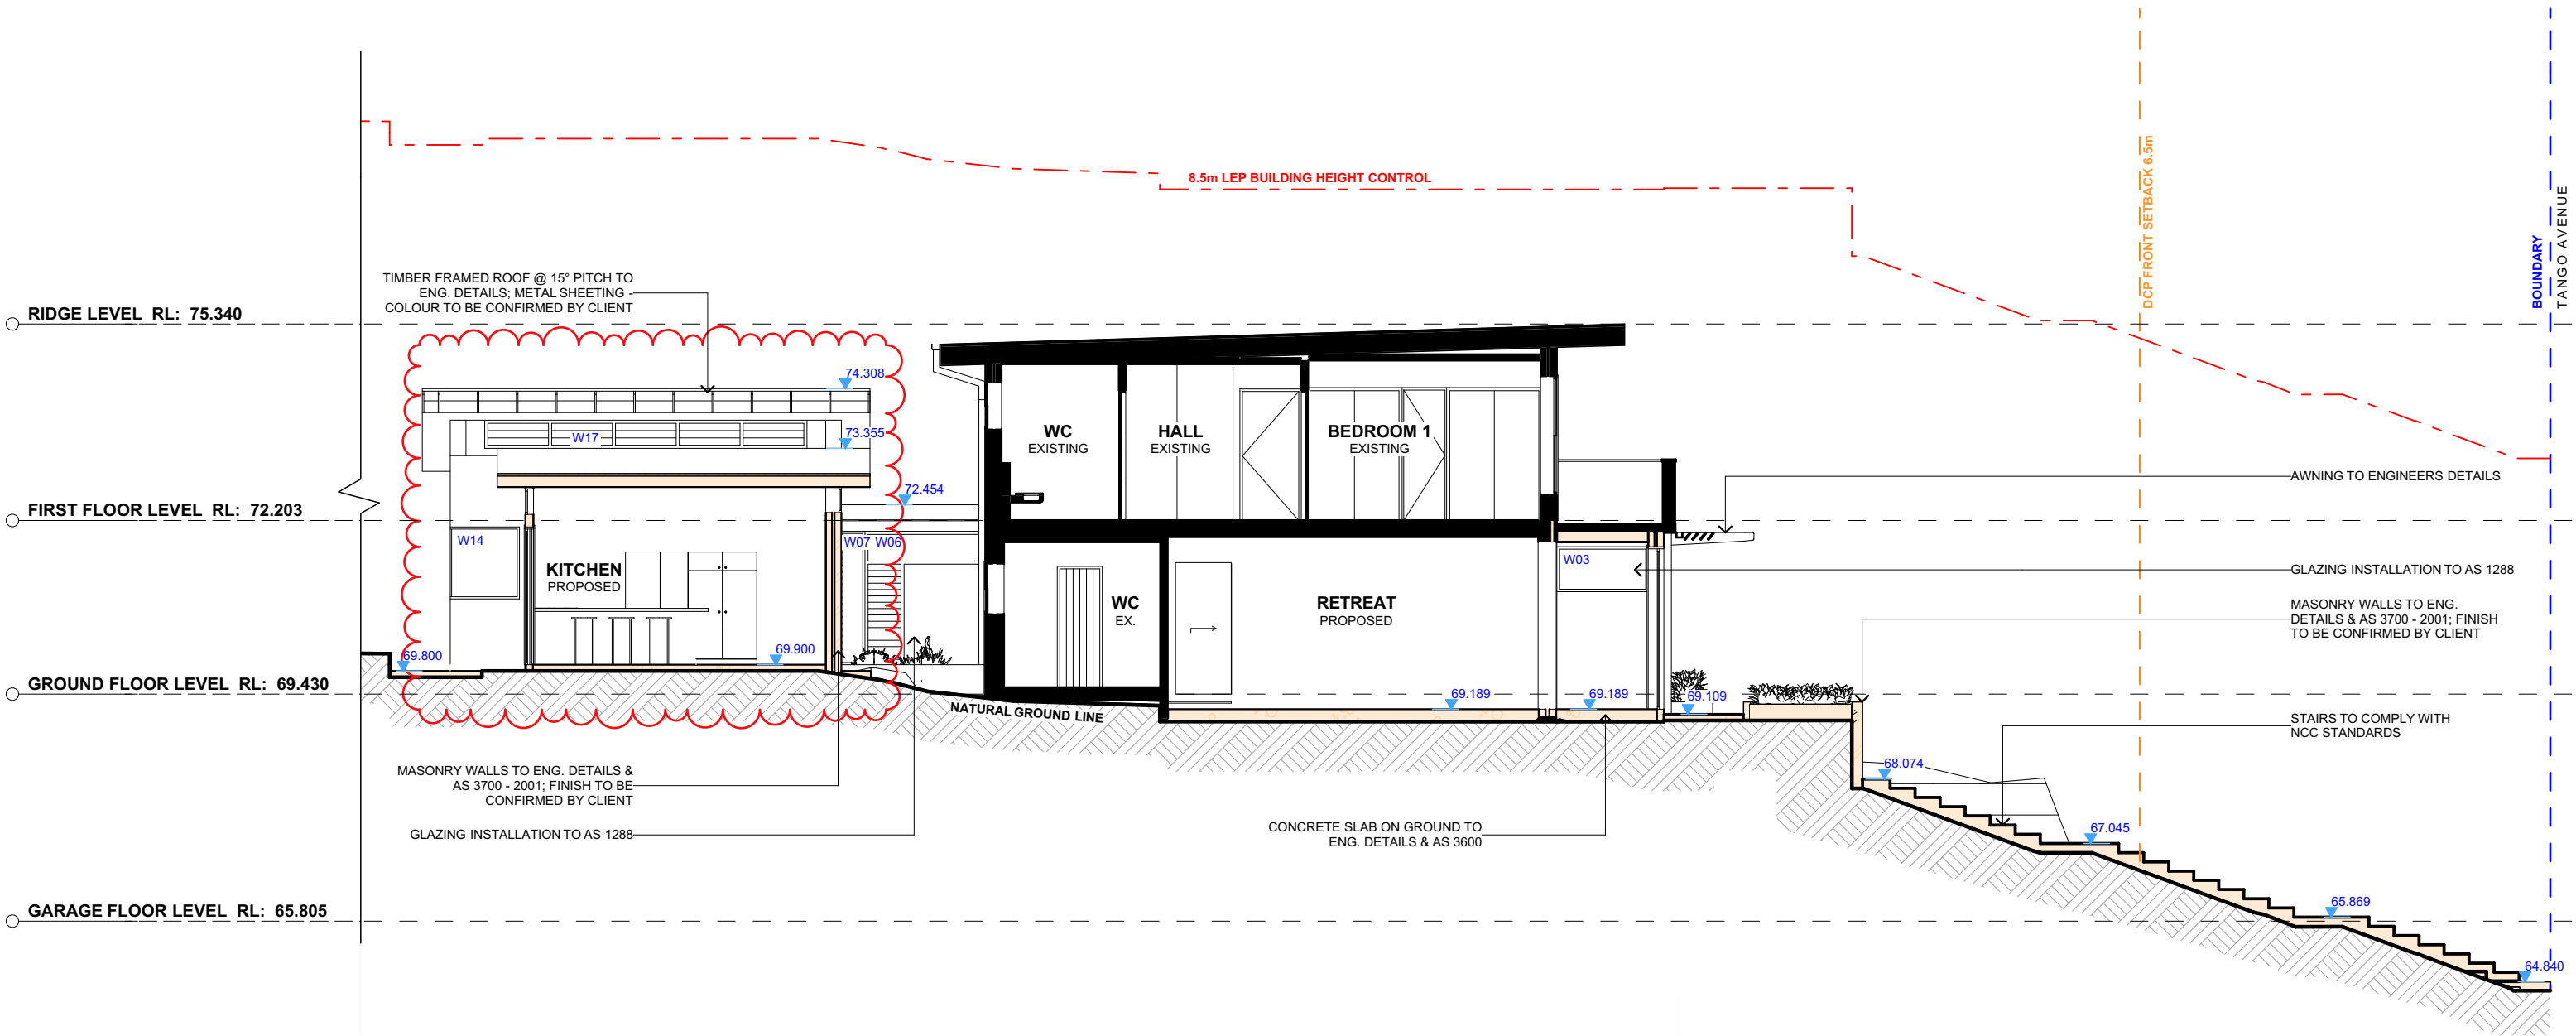 8.5m LEP BUILDING HEIGHT CONTROL
DCP FRONT SETBACK 6.5m
BOUNDARY
TANGO AVENUE
TIMBER FRAMED ROOF @ 15° PITCH TO
ENG. DETAILS; METAL SHEETING -
COLOUR TO BE CONFIRMED BY CLIENT
RIDGE LEVEL RL: 75.340
74.308
73.355
W17
WC
EXISTING
HALL
EXISTING
BEDROOM 1
EXISTING
AWNING TO ENGINEERS DETAILS
72.454
FIRST FLOOR LEVEL RL: 72.203
W14
W07 W06
W03
KITCHEN
PROPOSED
GLAZING INSTALLATION TO AS 1288
WC
EX.
RETREAT
PROPOSED
MASONRY WALLS TO ENG.
DETAILS & AS 3700 - 2001; FINISH
TO BE CONFIRMED BY CLIENT
69.800
69.900
GROUND FLOOR LEVEL RL: 69.430
69.189
69.189
69.109
NATURAL GROUND LINE
STAIRS TO COMPLY WITH
NCC STANDARDS
68.074
MASONRY WALLS TO ENG. DETAILS &
AS 3700 - 2001; FINISH TO BE
CONFIRMED BY CLIENT
GLAZING INSTALLATION TO AS 1288
CONCRETE SLAB ON GROUND TO
ENG. DETAILS & AS 3600
67.045
65.869
GARAGE FLOOR LEVEL RL: 65.805
64.840